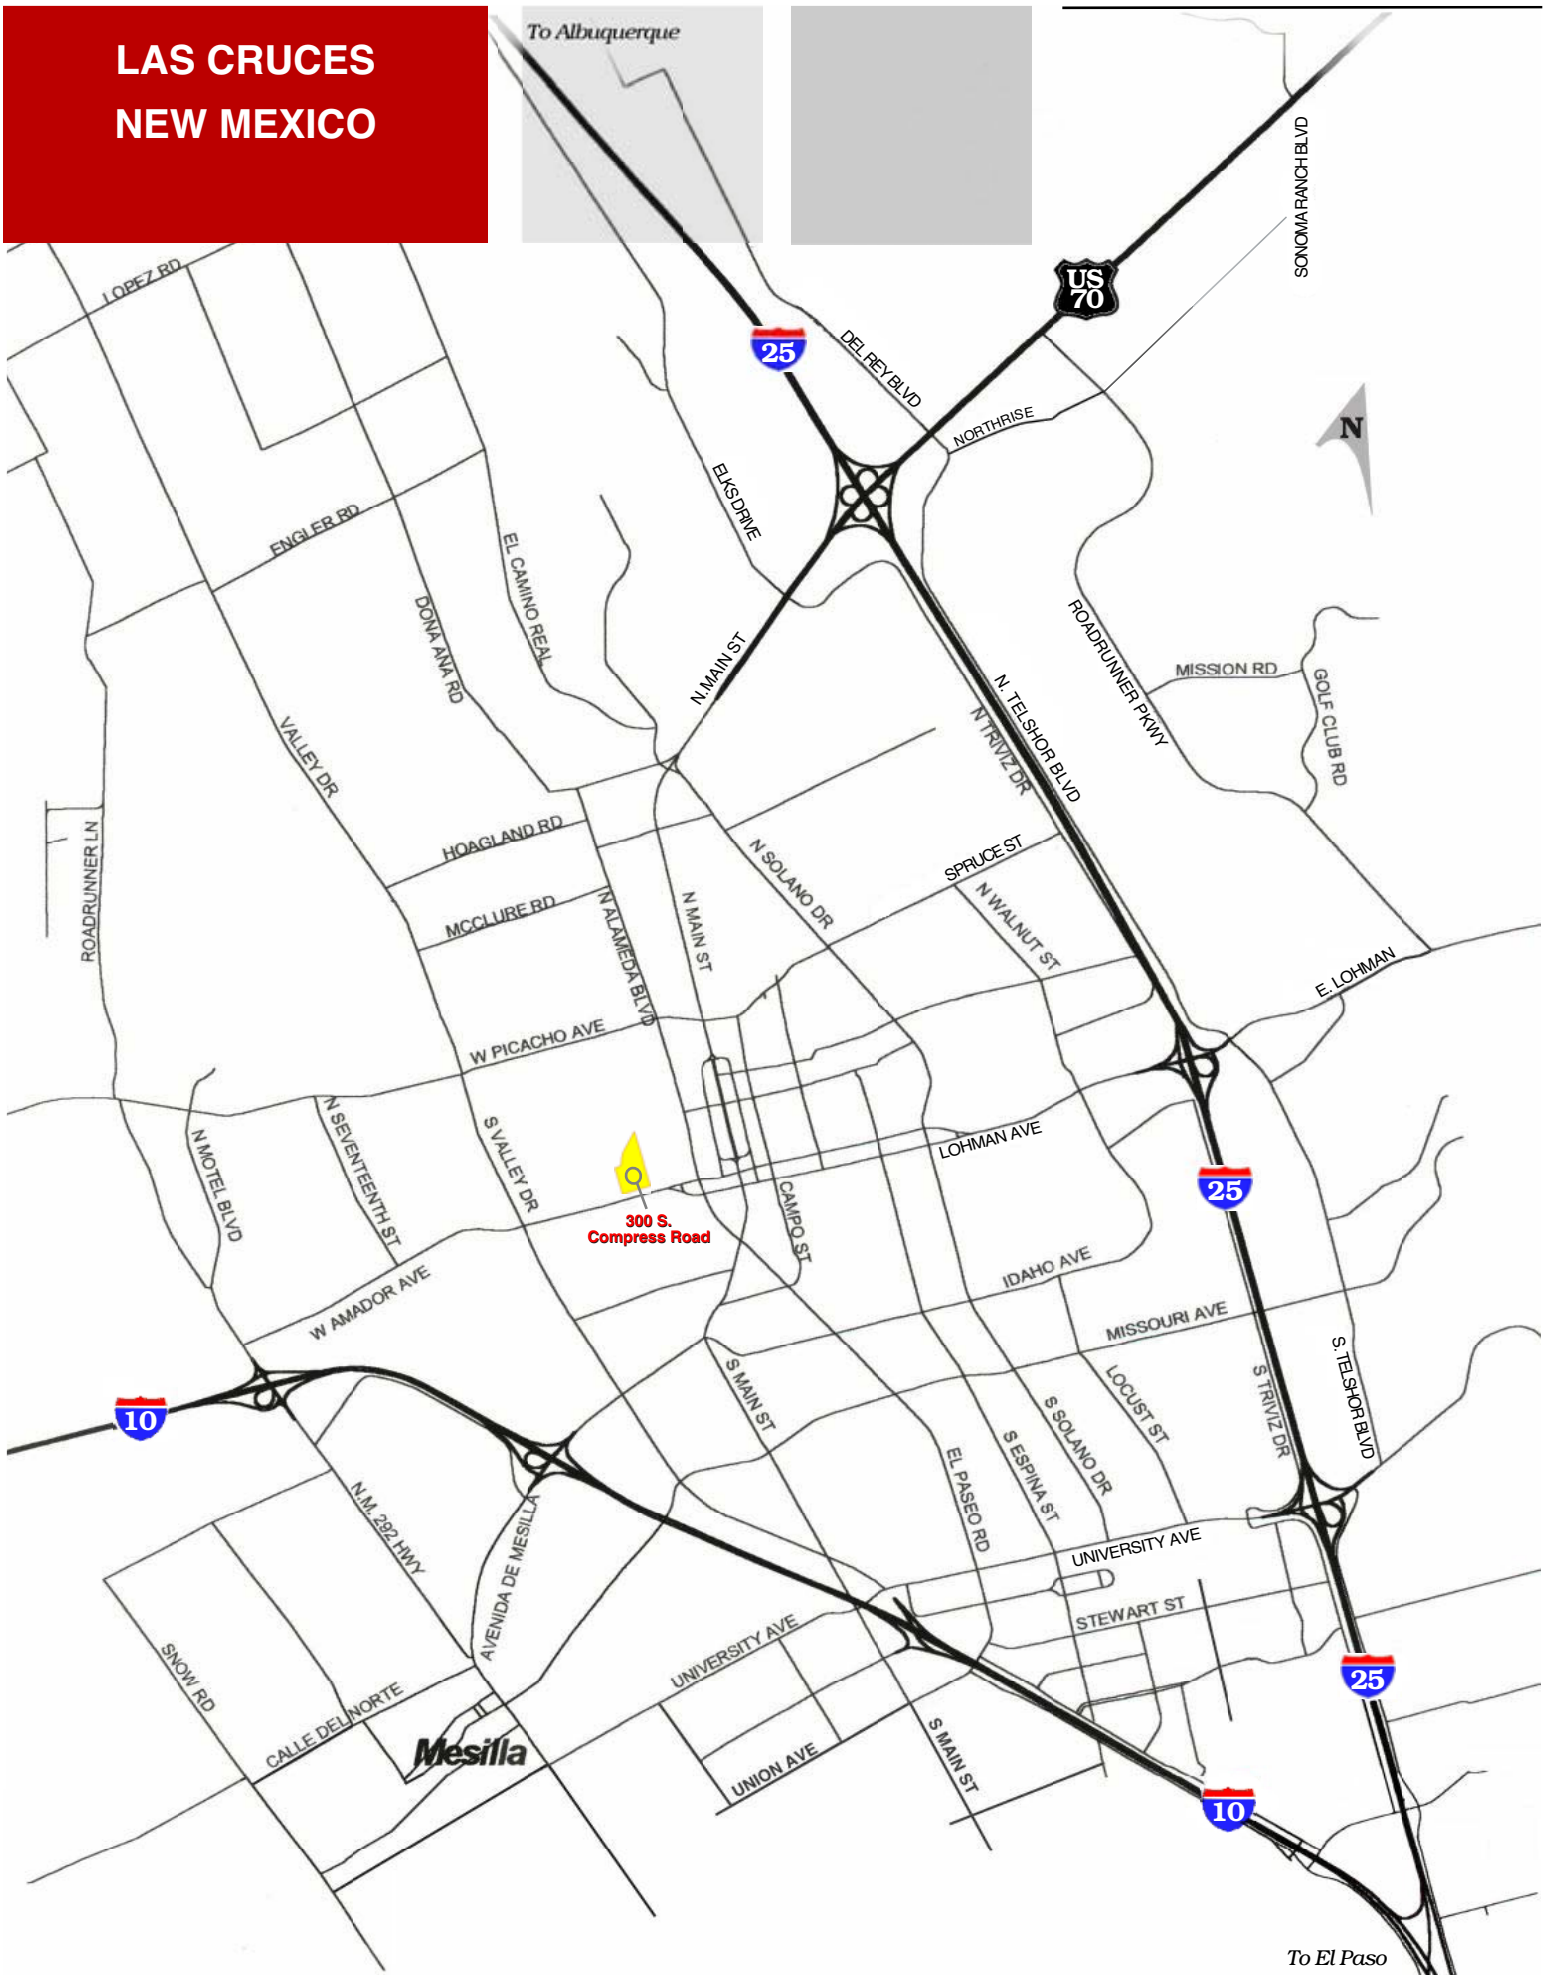 LAS CRUCES
NEW MEXICO
To Albuquerque
SONOMA RANCH BLVD
US
70
LOPEZ RD
25
DEL REY BLVD
NORTHRISE
N
ELKS DRIVE
ENGLER RD
EL CAMINO REAL
DONA ANA RD
N. MAIN ST
ROADRUNNER PKWY
MISSION RD
GOLF CLUB RD
N. TELSHOR BLVD
N TRIVIZ DR
VALLEY DR
HOAGLAND RD
ROADRUNNER LN
N SOLANO DR
SPRUCE ST
MCCLURE RD
N ALAMEDA BLVD
N MAIN ST
N WALNUT ST
E. LOHMAN
W PICACHO AVE
N SEVENTEENTH ST
N MOTEL BLVD
S VALLEY DR
LOHMAN AVE
25
CAMPO ST
300 S.
Compress Road
IDAHO AVE
W AMADOR AVE
MISSOURI AVE
S. TELSHOR BLVD
S TRIVIZ DR
S MAIN ST
LOCUST ST
S SOLANO DR
10
S ESPINA ST
EL PASEO RD
N.M. 292 HWY
AVENIDA DE MESILLA
UNIVERSITY AVE
STEWART ST
UNIVERSITY AVE
SNOW RD
25
CALLE DEL NORTE
Mesilla
UNION AVE
S MAIN ST
10
To El Paso